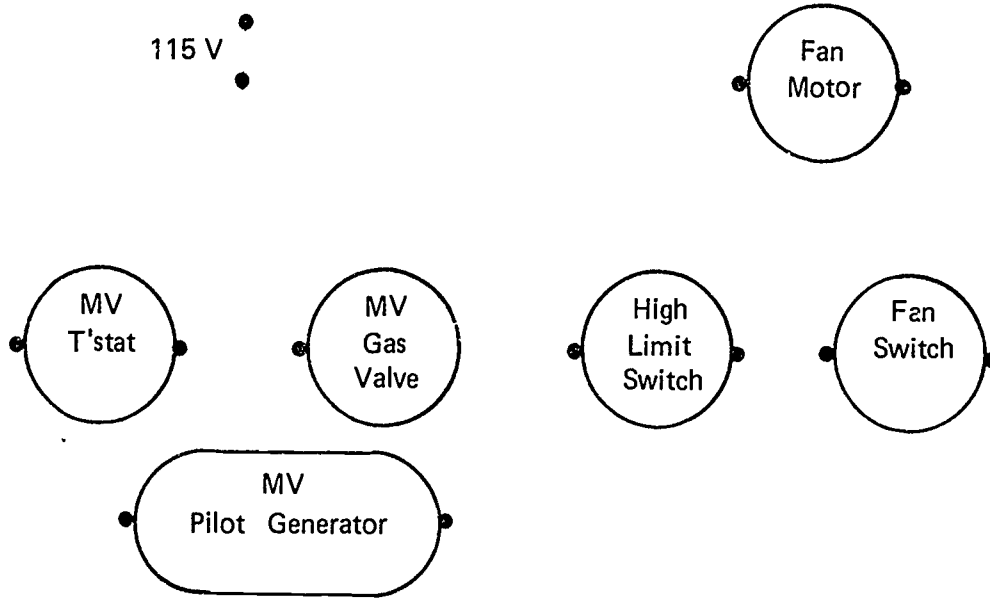 115 V
Fan
Motor
MV
T'stat
MV
Gas
Valve
High
Limit
Switch
Fan
Switch
MV
Pilot Generator